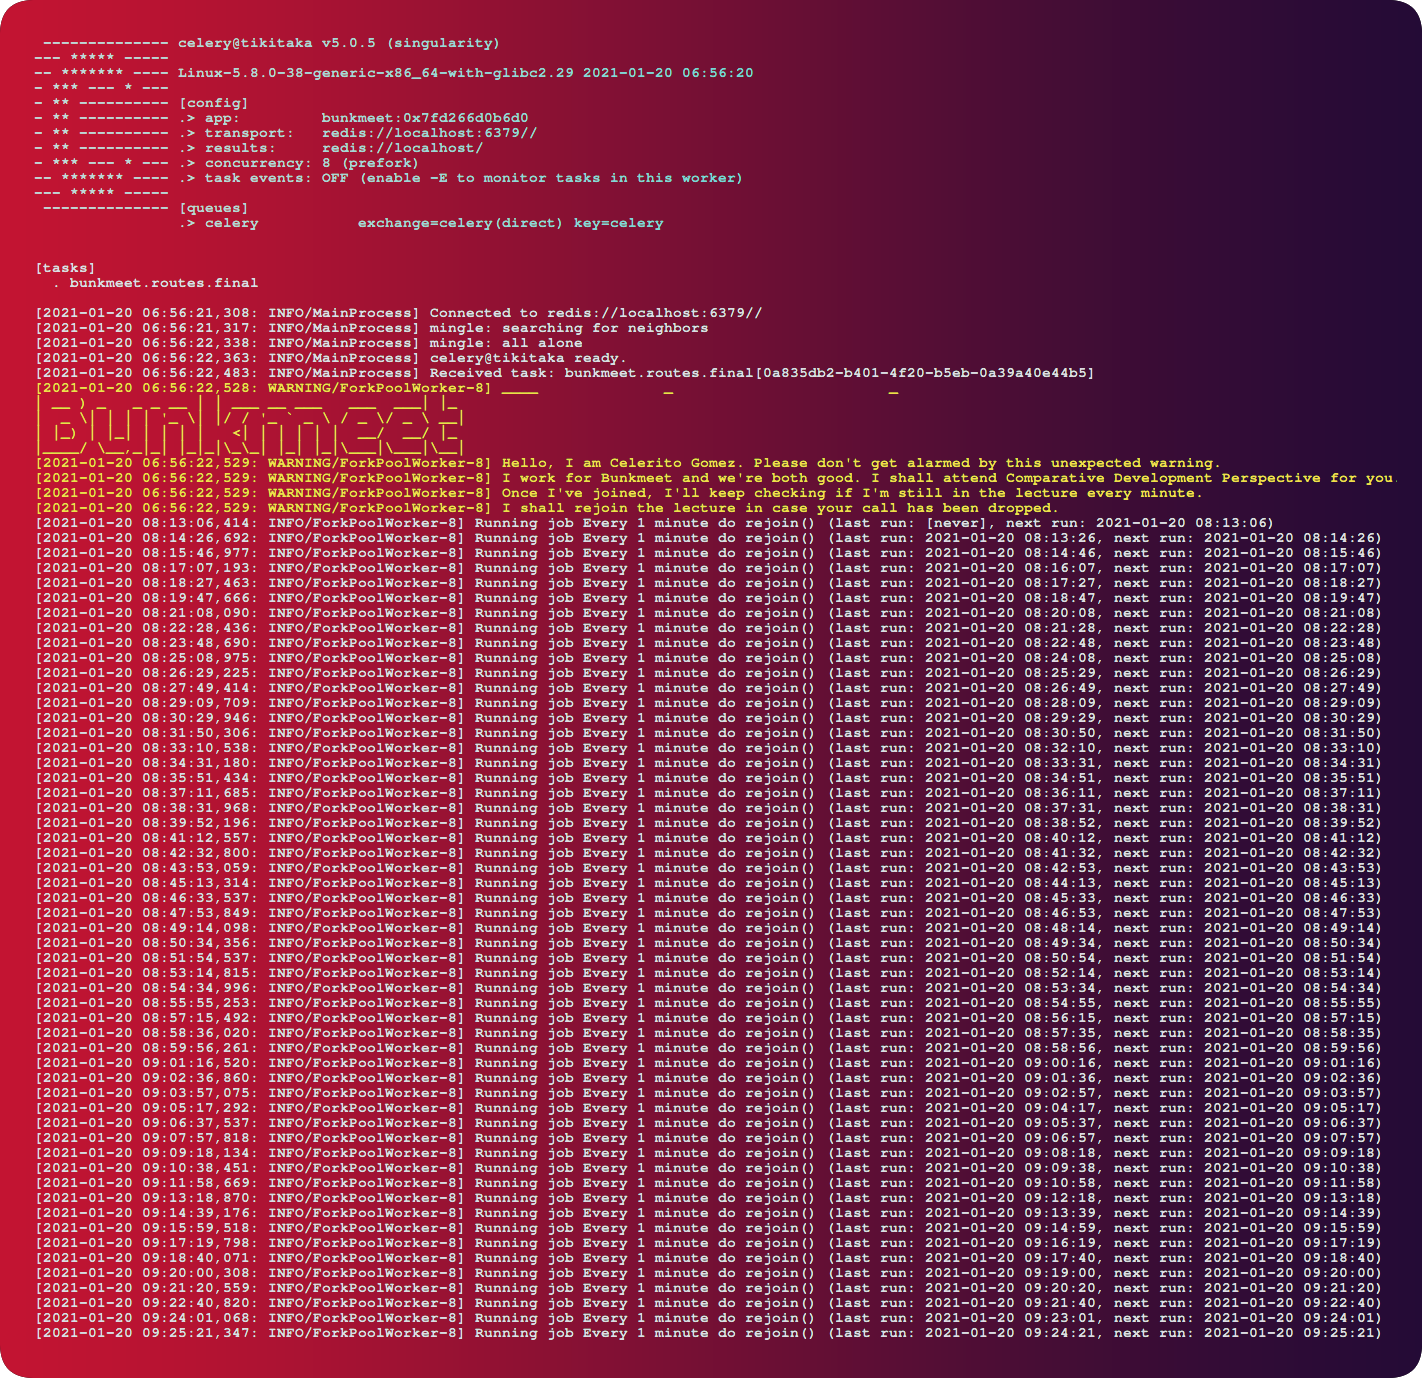 -------------- celery@tikitaka v5.0.5 (singularity)
--- ***** -----
-- ******* ---- Linux-5.8.0-38-generic-x86_64-with-glibc2.29 2021-01-20 06:56:20
- *** --- * ---
- ** ---------- [config]
- ** ---------- .> app:         bunkmeet:0x7fd266d0b6d0
- ** ---------- .> transport:   redis://localhost:6379//
- ** ---------- .> results:     redis://localhost/
- *** --- * --- .> concurrency: 8 (prefork)
-- ******* ---- .> task events: OFF (enable -E to monitor tasks in this worker)
--- ***** -----
 -------------- [queues]
                .> celery           exchange=celery(direct) key=celery
[tasks]
  . bunkmeet.routes.final
[2021-01-20 06:56:21,308: INFO/MainProcess] Connected to redis://localhost:6379//
[2021-01-20 06:56:21,317: INFO/MainProcess] mingle: searching for neighbors
[2021-01-20 06:56:22,338: INFO/MainProcess] mingle: all alone
[2021-01-20 06:56:22,363: INFO/MainProcess] celery@tikitaka ready.
[2021-01-20 06:56:22,483: INFO/MainProcess] Received task: bunkmeet.routes.final[0a835db2-b401-4f20-b5eb-0a39a40e44b5]
[2021-01-20 06:56:22,528: WARNING/ForkPoolWorker-8] ____              _                        _
| __ ) _   _ _ __ | | ___ __ ___   ___  ___| |_
|  _ \| | | | '_ \| |/ / '_ ` _ \ / _ \/ _ \ __|
| |_) | |_| | | | |   <| | | | | |  __/  __/ |_
|____/ \__,_|_| |_|_|\_\_| |_| |_|\___|\___|\__|
[2021-01-20 06:56:22,529: WARNING/ForkPoolWorker-8] Hello, I am Celerito Gomez. Please don't get alarmed by this unexpected warning.
[2021-01-20 06:56:22,529: WARNING/ForkPoolWorker-8] I work for Bunkmeet and we're both good. I shall attend Comparative Development Perspective for you.
[2021-01-20 06:56:22,529: WARNING/ForkPoolWorker-8] Once I've joined, I'll keep checking if I'm still in the lecture every minute.
[2021-01-20 06:56:22,529: WARNING/ForkPoolWorker-8] I shall rejoin the lecture in case your call has been dropped.
[2021-01-20 08:13:06,414: INFO/ForkPoolWorker-8] Running job Every 1 minute do rejoin() (last run: [never], next run: 2021-01-20 08:13:06)
[2021-01-20 08:14:26,692: INFO/ForkPoolWorker-8] Running job Every 1 minute do rejoin() (last run: 2021-01-20 08:13:26, next run: 2021-01-20 08:14:26)
[2021-01-20 08:15:46,977: INFO/ForkPoolWorker-8] Running job Every 1 minute do rejoin() (last run: 2021-01-20 08:14:46, next run: 2021-01-20 08:15:46)
[2021-01-20 08:17:07,193: INFO/ForkPoolWorker-8] Running job Every 1 minute do rejoin() (last run: 2021-01-20 08:16:07, next run: 2021-01-20 08:17:07)
[2021-01-20 08:18:27,463: INFO/ForkPoolWorker-8] Running job Every 1 minute do rejoin() (last run: 2021-01-20 08:17:27, next run: 2021-01-20 08:18:27)
[2021-01-20 08:19:47,666: INFO/ForkPoolWorker-8] Running job Every 1 minute do rejoin() (last run: 2021-01-20 08:18:47, next run: 2021-01-20 08:19:47)
[2021-01-20 08:21:08,090: INFO/ForkPoolWorker-8] Running job Every 1 minute do rejoin() (last run: 2021-01-20 08:20:08, next run: 2021-01-20 08:21:08)
[2021-01-20 08:22:28,436: INFO/ForkPoolWorker-8] Running job Every 1 minute do rejoin() (last run: 2021-01-20 08:21:28, next run: 2021-01-20 08:22:28)
[2021-01-20 08:23:48,690: INFO/ForkPoolWorker-8] Running job Every 1 minute do rejoin() (last run: 2021-01-20 08:22:48, next run: 2021-01-20 08:23:48)
[2021-01-20 08:25:08,975: INFO/ForkPoolWorker-8] Running job Every 1 minute do rejoin() (last run: 2021-01-20 08:24:08, next run: 2021-01-20 08:25:08)
[2021-01-20 08:26:29,225: INFO/ForkPoolWorker-8] Running job Every 1 minute do rejoin() (last run: 2021-01-20 08:25:29, next run: 2021-01-20 08:26:29)
[2021-01-20 08:27:49,414: INFO/ForkPoolWorker-8] Running job Every 1 minute do rejoin() (last run: 2021-01-20 08:26:49, next run: 2021-01-20 08:27:49)
[2021-01-20 08:29:09,709: INFO/ForkPoolWorker-8] Running job Every 1 minute do rejoin() (last run: 2021-01-20 08:28:09, next run: 2021-01-20 08:29:09)
[2021-01-20 08:30:29,946: INFO/ForkPoolWorker-8] Running job Every 1 minute do rejoin() (last run: 2021-01-20 08:29:29, next run: 2021-01-20 08:30:29)
[2021-01-20 08:31:50,306: INFO/ForkPoolWorker-8] Running job Every 1 minute do rejoin() (last run: 2021-01-20 08:30:50, next run: 2021-01-20 08:31:50)
[2021-01-20 08:33:10,538: INFO/ForkPoolWorker-8] Running job Every 1 minute do rejoin() (last run: 2021-01-20 08:32:10, next run: 2021-01-20 08:33:10)
[2021-01-20 08:34:31,180: INFO/ForkPoolWorker-8] Running job Every 1 minute do rejoin() (last run: 2021-01-20 08:33:31, next run: 2021-01-20 08:34:31)
[2021-01-20 08:35:51,434: INFO/ForkPoolWorker-8] Running job Every 1 minute do rejoin() (last run: 2021-01-20 08:34:51, next run: 2021-01-20 08:35:51)
[2021-01-20 08:37:11,685: INFO/ForkPoolWorker-8] Running job Every 1 minute do rejoin() (last run: 2021-01-20 08:36:11, next run: 2021-01-20 08:37:11)
[2021-01-20 08:38:31,968: INFO/ForkPoolWorker-8] Running job Every 1 minute do rejoin() (last run: 2021-01-20 08:37:31, next run: 2021-01-20 08:38:31)
[2021-01-20 08:39:52,196: INFO/ForkPoolWorker-8] Running job Every 1 minute do rejoin() (last run: 2021-01-20 08:38:52, next run: 2021-01-20 08:39:52)
[2021-01-20 08:41:12,557: INFO/ForkPoolWorker-8] Running job Every 1 minute do rejoin() (last run: 2021-01-20 08:40:12, next run: 2021-01-20 08:41:12)
[2021-01-20 08:42:32,800: INFO/ForkPoolWorker-8] Running job Every 1 minute do rejoin() (last run: 2021-01-20 08:41:32, next run: 2021-01-20 08:42:32)
[2021-01-20 08:43:53,059: INFO/ForkPoolWorker-8] Running job Every 1 minute do rejoin() (last run: 2021-01-20 08:42:53, next run: 2021-01-20 08:43:53)
[2021-01-20 08:45:13,314: INFO/ForkPoolWorker-8] Running job Every 1 minute do rejoin() (last run: 2021-01-20 08:44:13, next run: 2021-01-20 08:45:13)
[2021-01-20 08:46:33,537: INFO/ForkPoolWorker-8] Running job Every 1 minute do rejoin() (last run: 2021-01-20 08:45:33, next run: 2021-01-20 08:46:33)
[2021-01-20 08:47:53,849: INFO/ForkPoolWorker-8] Running job Every 1 minute do rejoin() (last run: 2021-01-20 08:46:53, next run: 2021-01-20 08:47:53)
[2021-01-20 08:49:14,098: INFO/ForkPoolWorker-8] Running job Every 1 minute do rejoin() (last run: 2021-01-20 08:48:14, next run: 2021-01-20 08:49:14)
[2021-01-20 08:50:34,356: INFO/ForkPoolWorker-8] Running job Every 1 minute do rejoin() (last run: 2021-01-20 08:49:34, next run: 2021-01-20 08:50:34)
[2021-01-20 08:51:54,537: INFO/ForkPoolWorker-8] Running job Every 1 minute do rejoin() (last run: 2021-01-20 08:50:54, next run: 2021-01-20 08:51:54)
[2021-01-20 08:53:14,815: INFO/ForkPoolWorker-8] Running job Every 1 minute do rejoin() (last run: 2021-01-20 08:52:14, next run: 2021-01-20 08:53:14)
[2021-01-20 08:54:34,996: INFO/ForkPoolWorker-8] Running job Every 1 minute do rejoin() (last run: 2021-01-20 08:53:34, next run: 2021-01-20 08:54:34)
[2021-01-20 08:55:55,253: INFO/ForkPoolWorker-8] Running job Every 1 minute do rejoin() (last run: 2021-01-20 08:54:55, next run: 2021-01-20 08:55:55)
[2021-01-20 08:57:15,492: INFO/ForkPoolWorker-8] Running job Every 1 minute do rejoin() (last run: 2021-01-20 08:56:15, next run: 2021-01-20 08:57:15)
[2021-01-20 08:58:36,020: INFO/ForkPoolWorker-8] Running job Every 1 minute do rejoin() (last run: 2021-01-20 08:57:35, next run: 2021-01-20 08:58:35)
[2021-01-20 08:59:56,261: INFO/ForkPoolWorker-8] Running job Every 1 minute do rejoin() (last run: 2021-01-20 08:58:56, next run: 2021-01-20 08:59:56)
[2021-01-20 09:01:16,520: INFO/ForkPoolWorker-8] Running job Every 1 minute do rejoin() (last run: 2021-01-20 09:00:16, next run: 2021-01-20 09:01:16)
[2021-01-20 09:02:36,860: INFO/ForkPoolWorker-8] Running job Every 1 minute do rejoin() (last run: 2021-01-20 09:01:36, next run: 2021-01-20 09:02:36)
[2021-01-20 09:03:57,075: INFO/ForkPoolWorker-8] Running job Every 1 minute do rejoin() (last run: 2021-01-20 09:02:57, next run: 2021-01-20 09:03:57)
[2021-01-20 09:05:17,292: INFO/ForkPoolWorker-8] Running job Every 1 minute do rejoin() (last run: 2021-01-20 09:04:17, next run: 2021-01-20 09:05:17)
[2021-01-20 09:06:37,537: INFO/ForkPoolWorker-8] Running job Every 1 minute do rejoin() (last run: 2021-01-20 09:05:37, next run: 2021-01-20 09:06:37)
[2021-01-20 09:07:57,818: INFO/ForkPoolWorker-8] Running job Every 1 minute do rejoin() (last run: 2021-01-20 09:06:57, next run: 2021-01-20 09:07:57)
[2021-01-20 09:09:18,134: INFO/ForkPoolWorker-8] Running job Every 1 minute do rejoin() (last run: 2021-01-20 09:08:18, next run: 2021-01-20 09:09:18)
[2021-01-20 09:10:38,451: INFO/ForkPoolWorker-8] Running job Every 1 minute do rejoin() (last run: 2021-01-20 09:09:38, next run: 2021-01-20 09:10:38)
[2021-01-20 09:11:58,669: INFO/ForkPoolWorker-8] Running job Every 1 minute do rejoin() (last run: 2021-01-20 09:10:58, next run: 2021-01-20 09:11:58)
[2021-01-20 09:13:18,870: INFO/ForkPoolWorker-8] Running job Every 1 minute do rejoin() (last run: 2021-01-20 09:12:18, next run: 2021-01-20 09:13:18)
[2021-01-20 09:14:39,176: INFO/ForkPoolWorker-8] Running job Every 1 minute do rejoin() (last run: 2021-01-20 09:13:39, next run: 2021-01-20 09:14:39)
[2021-01-20 09:15:59,518: INFO/ForkPoolWorker-8] Running job Every 1 minute do rejoin() (last run: 2021-01-20 09:14:59, next run: 2021-01-20 09:15:59)
[2021-01-20 09:17:19,798: INFO/ForkPoolWorker-8] Running job Every 1 minute do rejoin() (last run: 2021-01-20 09:16:19, next run: 2021-01-20 09:17:19)
[2021-01-20 09:18:40,071: INFO/ForkPoolWorker-8] Running job Every 1 minute do rejoin() (last run: 2021-01-20 09:17:40, next run: 2021-01-20 09:18:40)
[2021-01-20 09:20:00,308: INFO/ForkPoolWorker-8] Running job Every 1 minute do rejoin() (last run: 2021-01-20 09:19:00, next run: 2021-01-20 09:20:00)
[2021-01-20 09:21:20,559: INFO/ForkPoolWorker-8] Running job Every 1 minute do rejoin() (last run: 2021-01-20 09:20:20, next run: 2021-01-20 09:21:20)
[2021-01-20 09:22:40,820: INFO/ForkPoolWorker-8] Running job Every 1 minute do rejoin() (last run: 2021-01-20 09:21:40, next run: 2021-01-20 09:22:40)
[2021-01-20 09:24:01,068: INFO/ForkPoolWorker-8] Running job Every 1 minute do rejoin() (last run: 2021-01-20 09:23:01, next run: 2021-01-20 09:24:01)
[2021-01-20 09:25:21,347: INFO/ForkPoolWorker-8] Running job Every 1 minute do rejoin() (last run: 2021-01-20 09:24:21, next run: 2021-01-20 09:25:21)